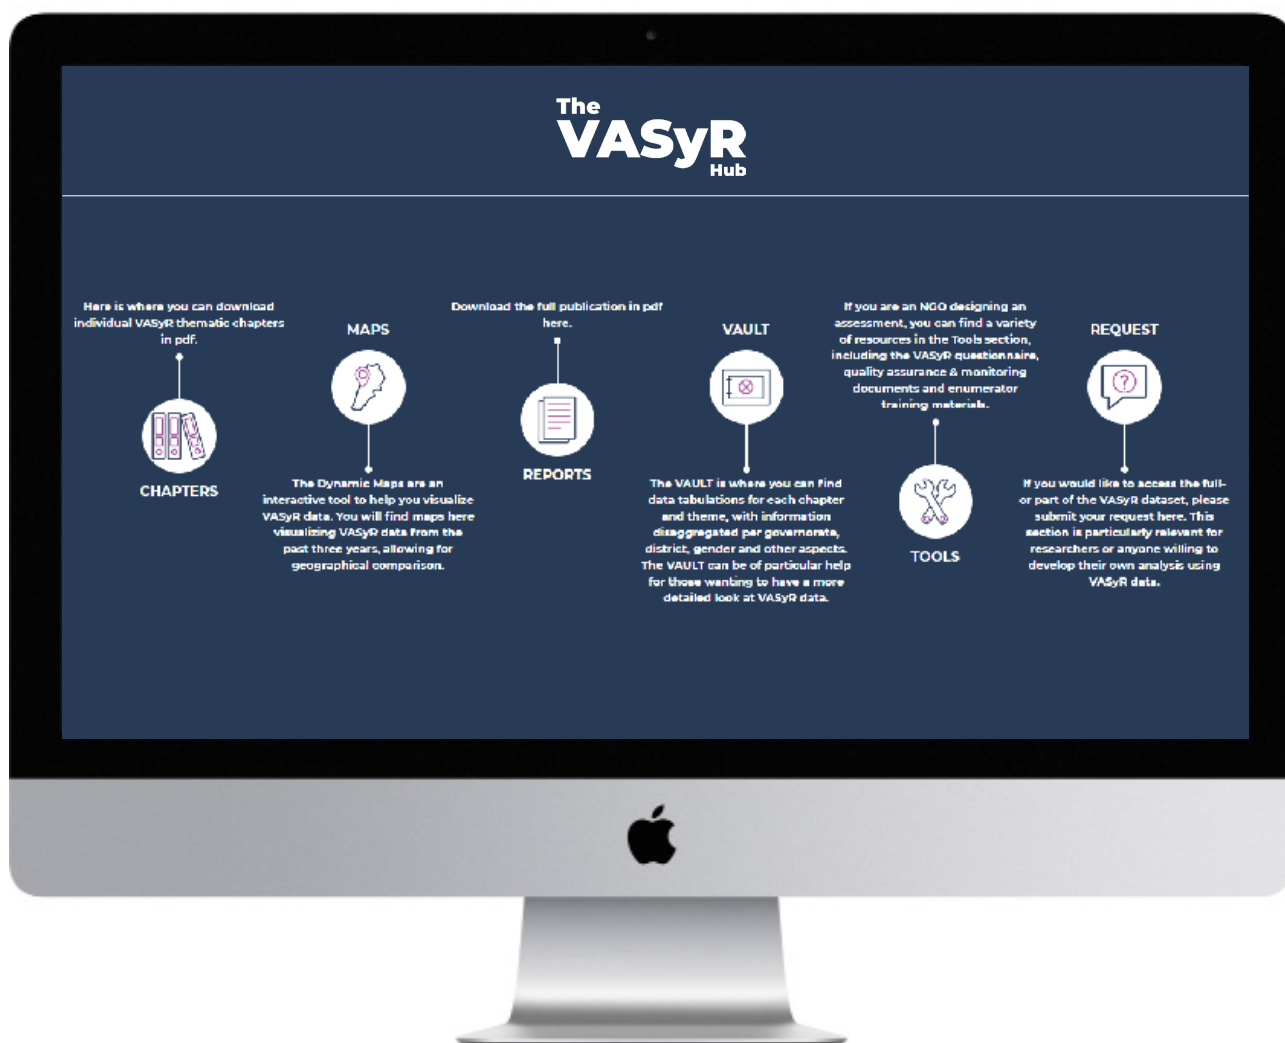 The
VASyR
Hub
Here is where you can download
individual VASyR thematic chapters
in pdf.
CHAPTERS
MAPS
The Dynamic Maps are an
interactive tool to help you visualize
VASyR data. You will find maps here
visualizing VASyR data from the
past three years, allowing for
geographical comparison.
Download the full publication in pdf
here.
REPORTS
VAULT
The VAULT is where you can find
data tabulations for each chapter
and theme, with information
disaggregated per governorate,
district, gender and other aspects.
The VAULT can be of particular help
for those wanting to have a more
detailed look at VASyR data.
If you are an NGO designing an
assessment, you can find a variety
of resources in the Tools section,
including the VASyR questionnaire,
quality assurance & monitoring
documents and enumerator
training materials.
TOOLS
REQUEST
If you would like to access the full-
or part of the VASyR dataset, please
submit your request here. This
section is particularly relevant for
researchers or anyone willing to
develop their own analysis using
VASyR data.